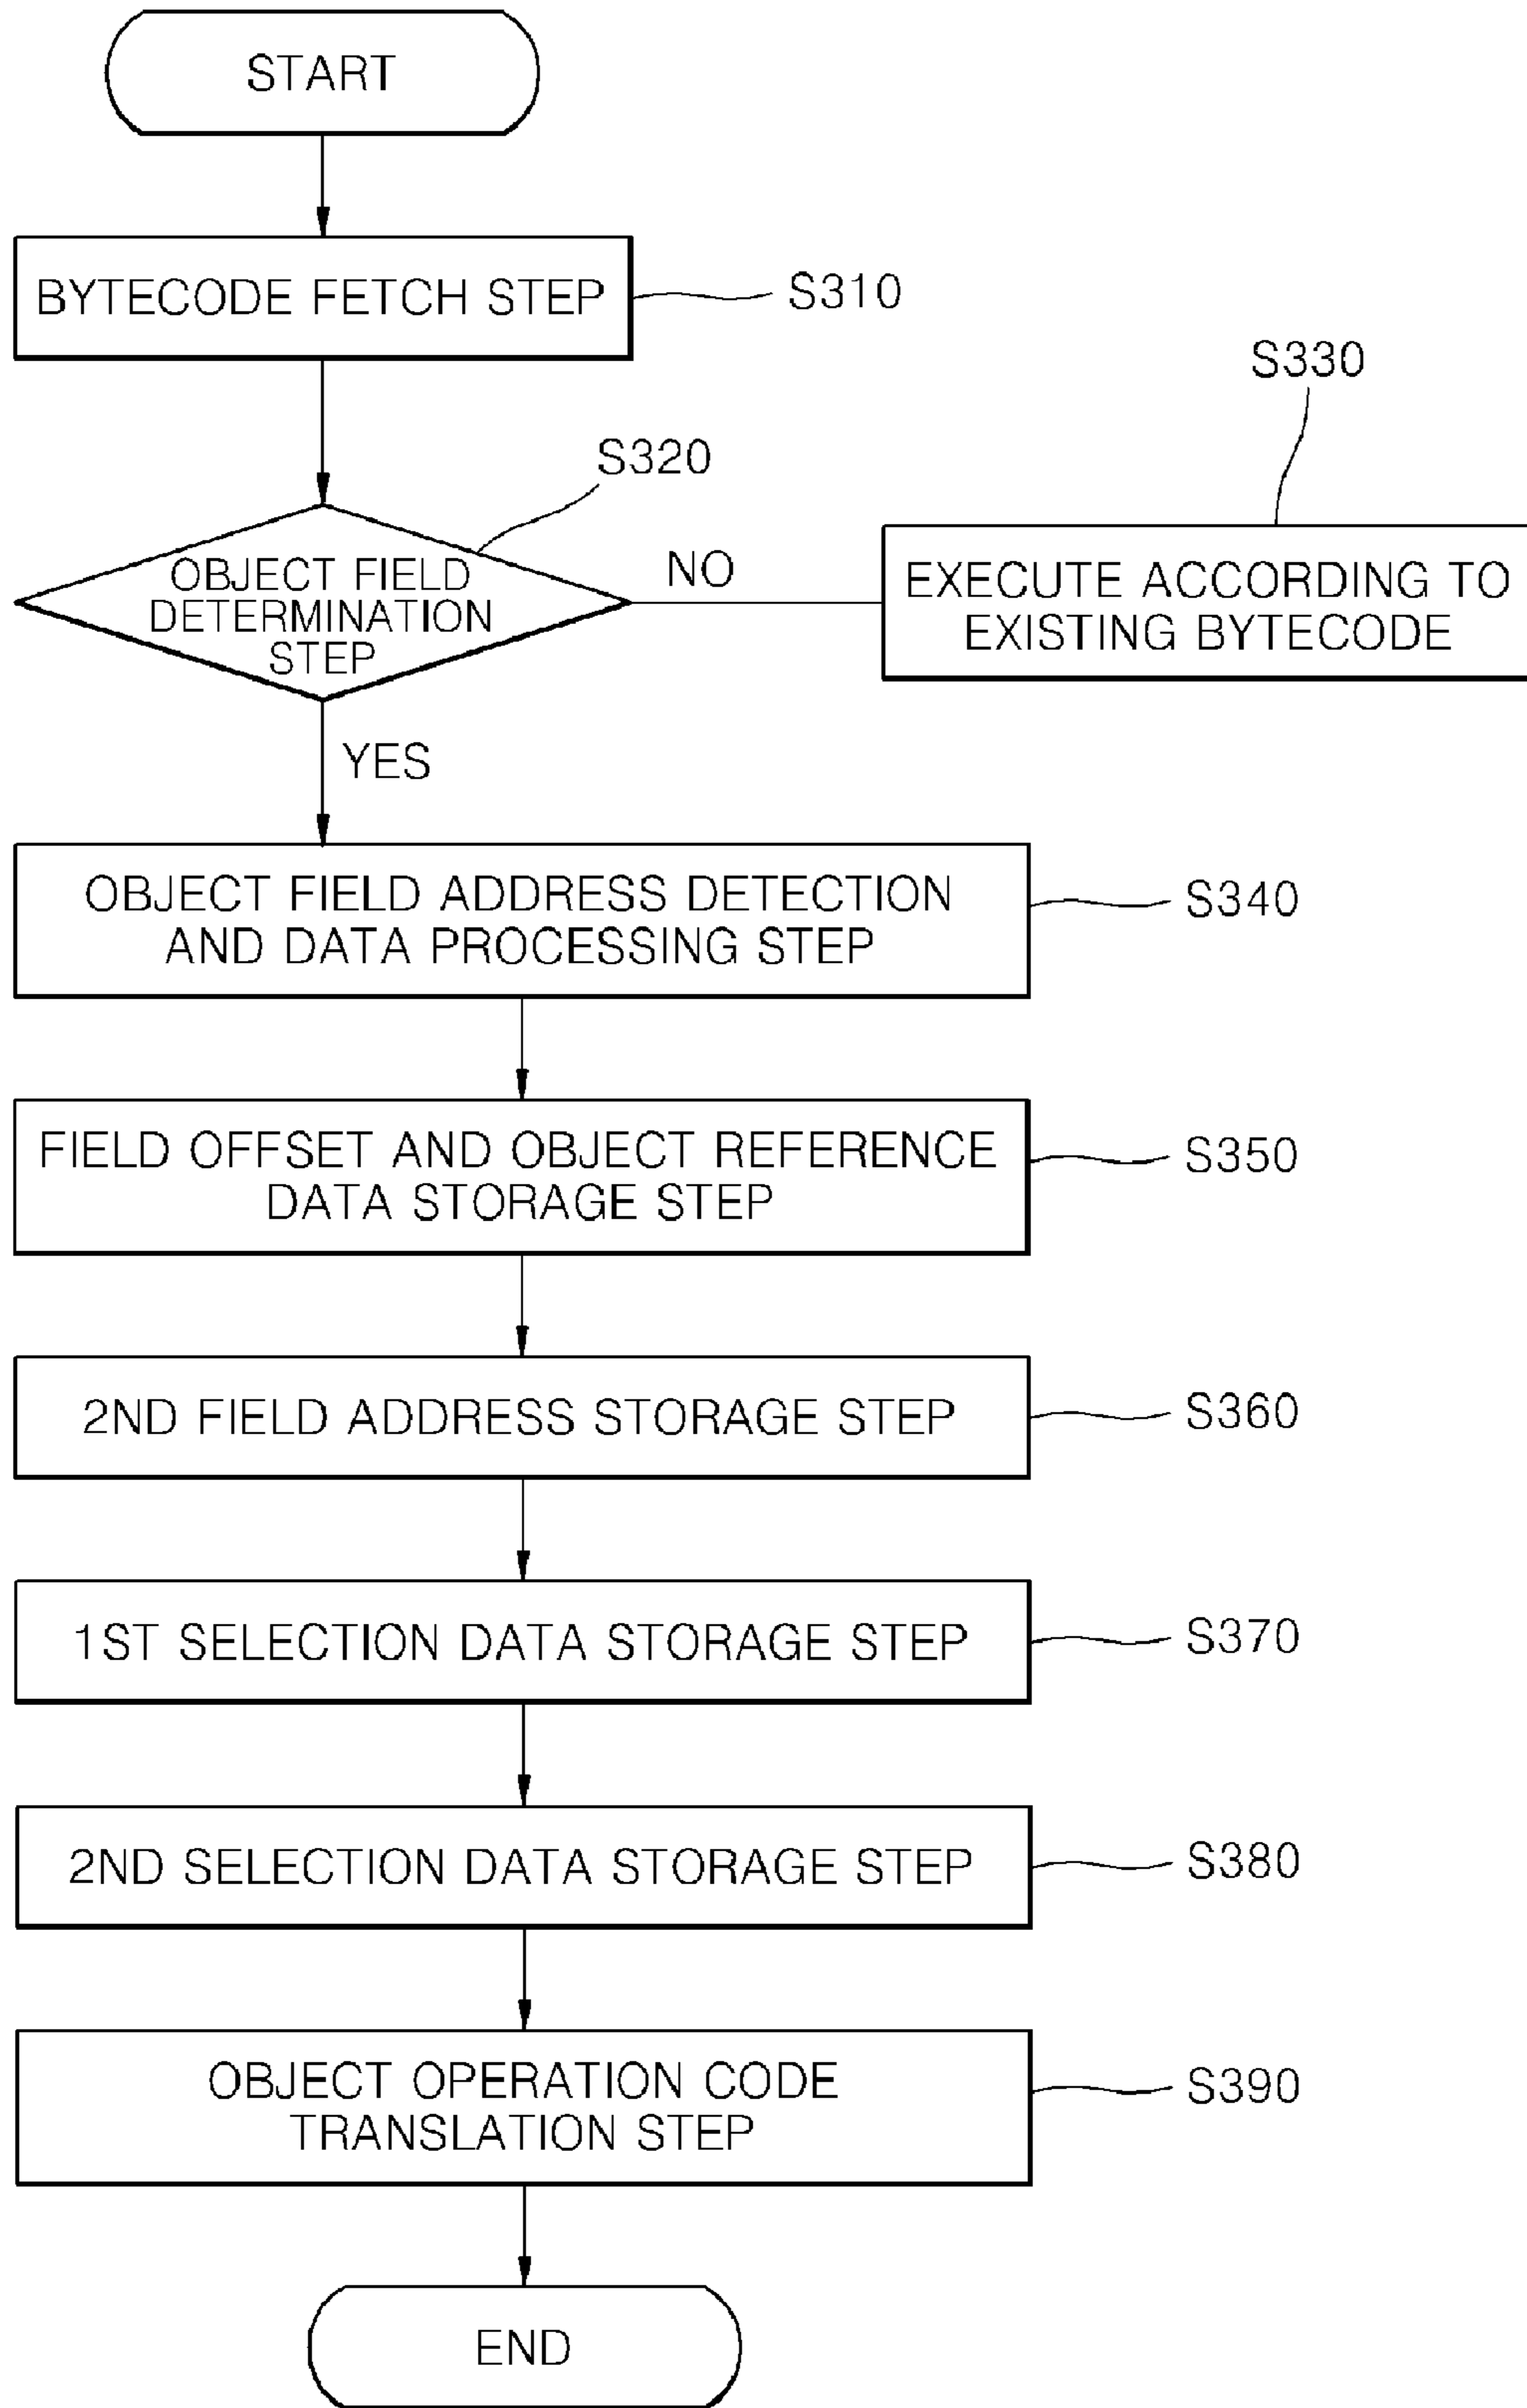 START
BYTECODE FETCH STEP
S310
S330
S320
OBJECT FIELD
DETERMINATION
STEP
NO
EXECUTE ACCORDING TO
EXISTING BYTECODE
YES
OBJECT FIELD ADDRESS DETECTION
AND DATA PROCESSING STEP
S340
FIELD OFFSET AND OBJECT REFERENCE
DATA STORAGE STEP
S350
2ND FIELD ADDRESS STORAGE STEP
S360
1ST SELECTION DATA STORAGE STEP
S370
2ND SELECTION DATA STORAGE STEP
S380
OBJECT OPERATION CODE
TRANSLATION STEP
S390
END